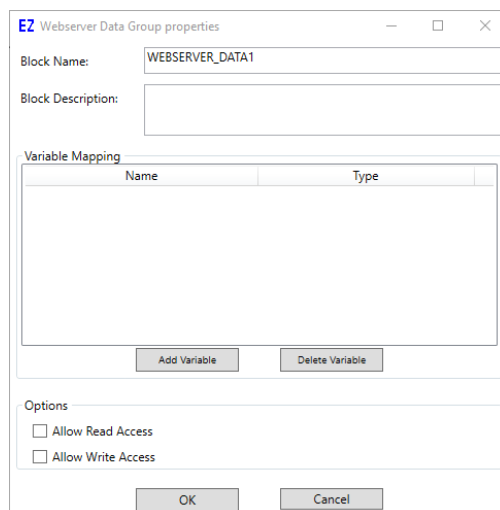 EZ Webserver Data Group properties
Block Name: WEBSERVER_DATA1
Block Description:
Variable Mapping
Name Type
Add Variable Delete Variable
Options
Allow Read Access
Allow Write Access
OK Cancel